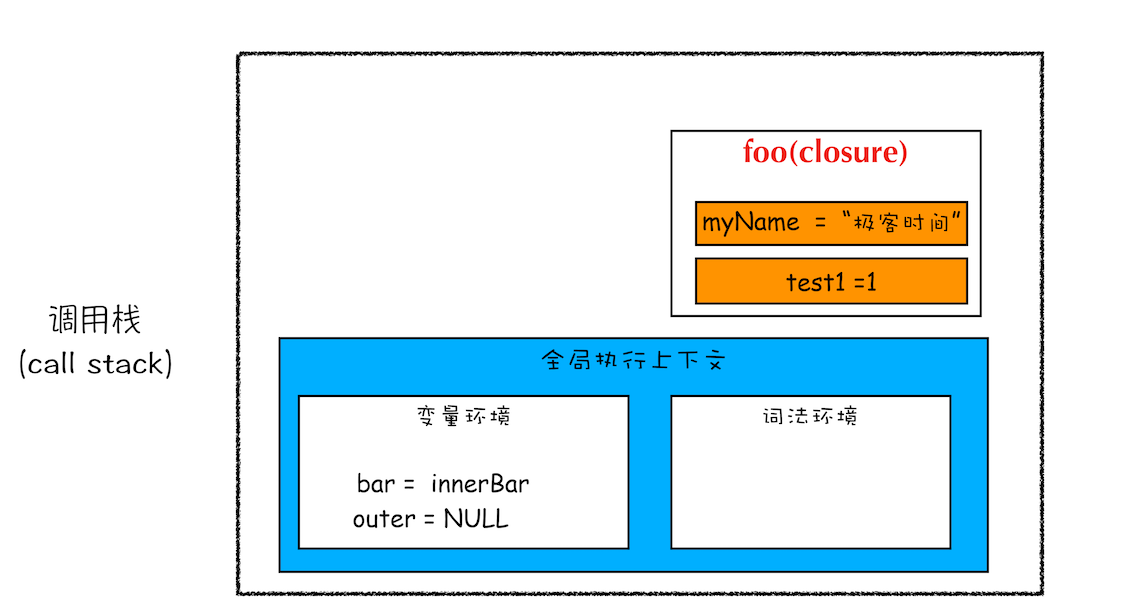 foo(closure)
myName = “极客时间”
test1 =1
调用栈
(call stack)
全局执行上下文
变量环境
词法环境
bar = innerBar
outer = NULL